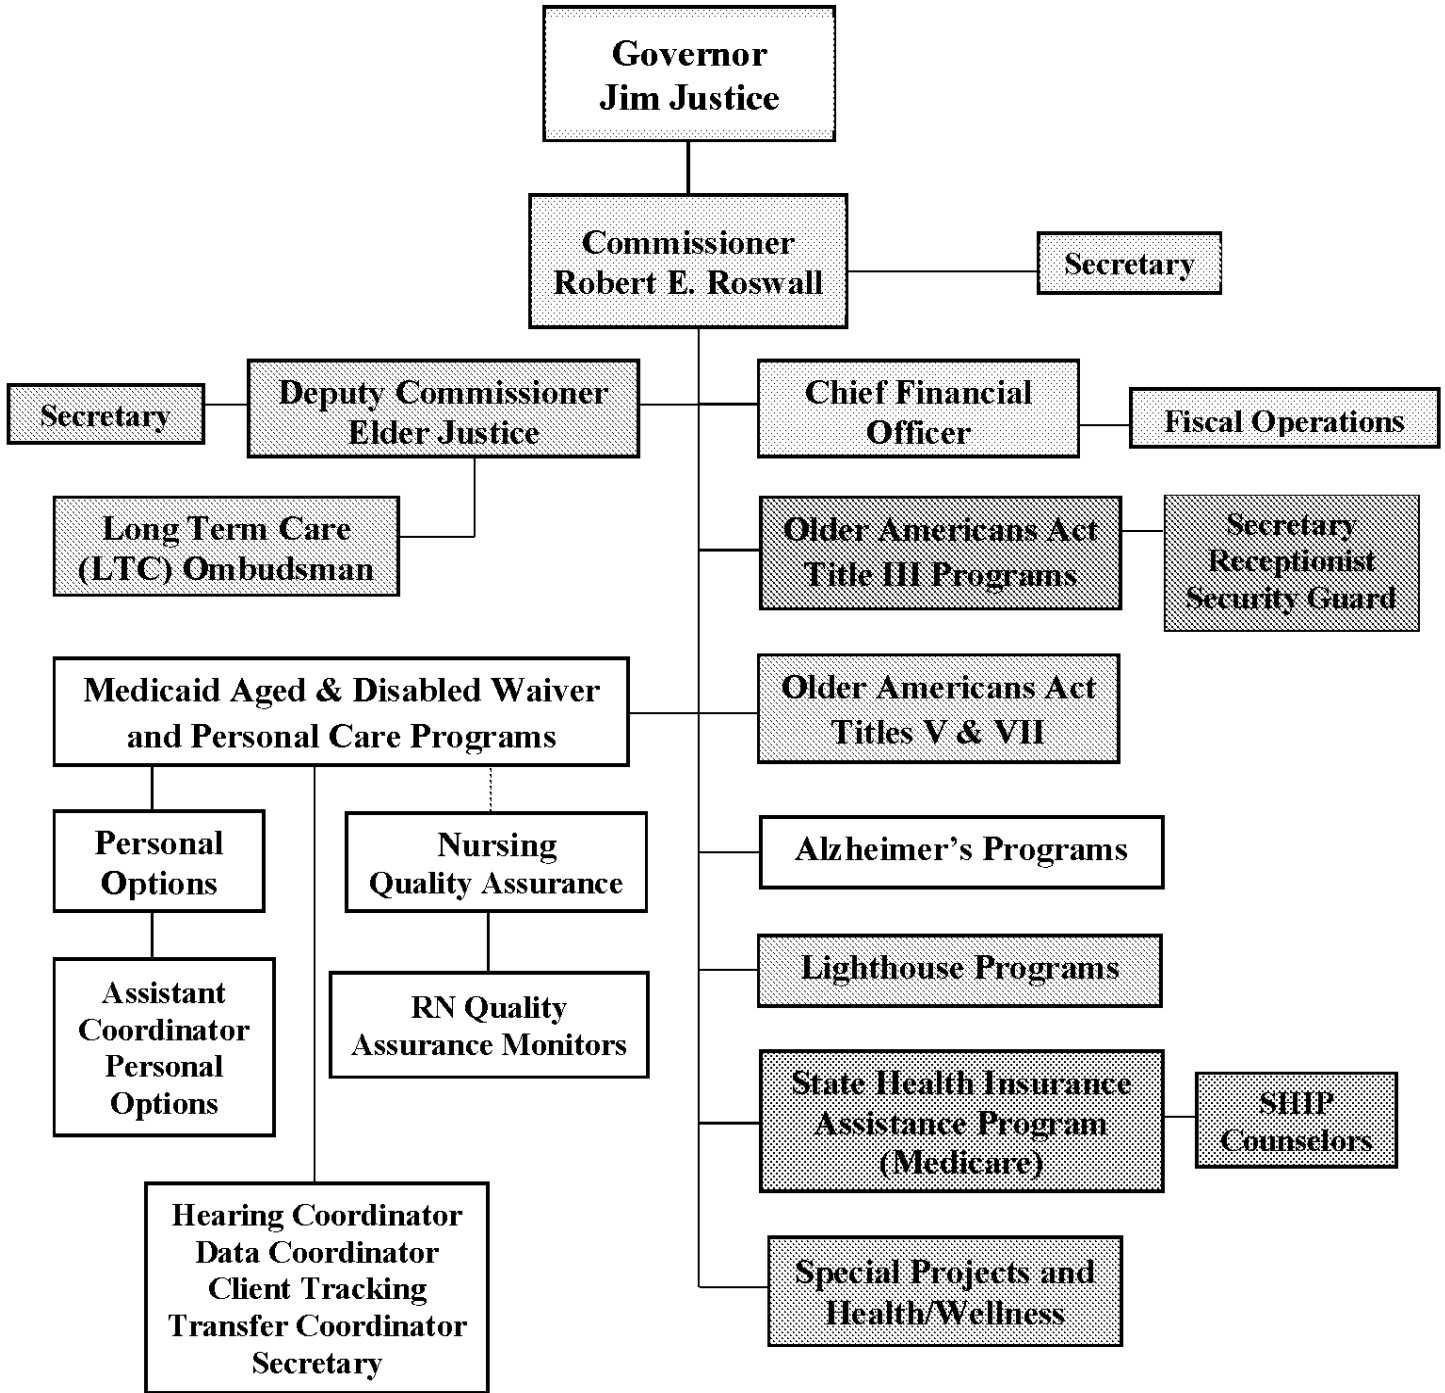 Governor
Jim Justice
Commissioner
Robert E. Roswall
Secretary
Deputy Commissioner
Elder Justice
Secretary
Chief Financial
Officer
Fiscal Operations
Long Term Care
(LTC) Ombudsman
Older Americans Act
Title III Programs
Secretary
Receptionist
Security Guard
Medicaid Aged & Disabled Waiver
and Personal Care Programs
Older Americans Act
Titles V & VII
Personal
Options
Nursing
Quality Assurance
Alzheimer's Programs
Assistant
Coordinator
Personal
Options
RN Quality
Assurance Monitors
Lighthouse Programs
State Health Insurance
Assistance Program
(Medicare)
SHIP
Counselors
Hearing Coordinator
Data Coordinator
Client Tracking
Transfer Coordinator
Secretary
Special Projects and
Health/Wellness